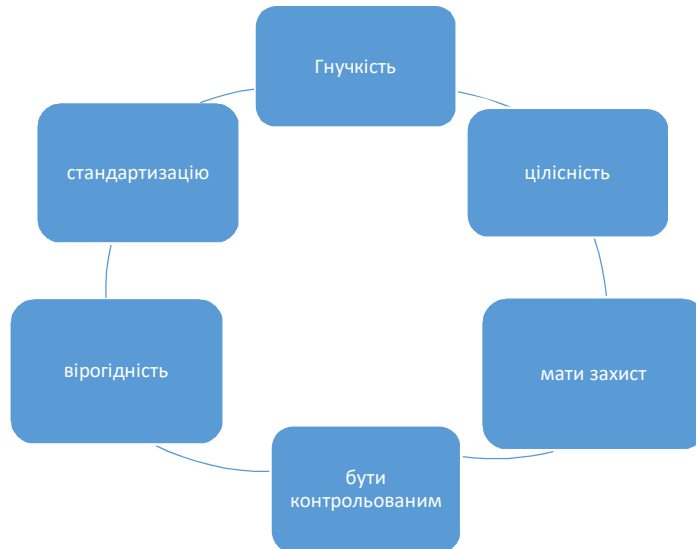 Гнучкість
цілісність
мати захист
бути
контрольованим
вірогідність
стандартизацію